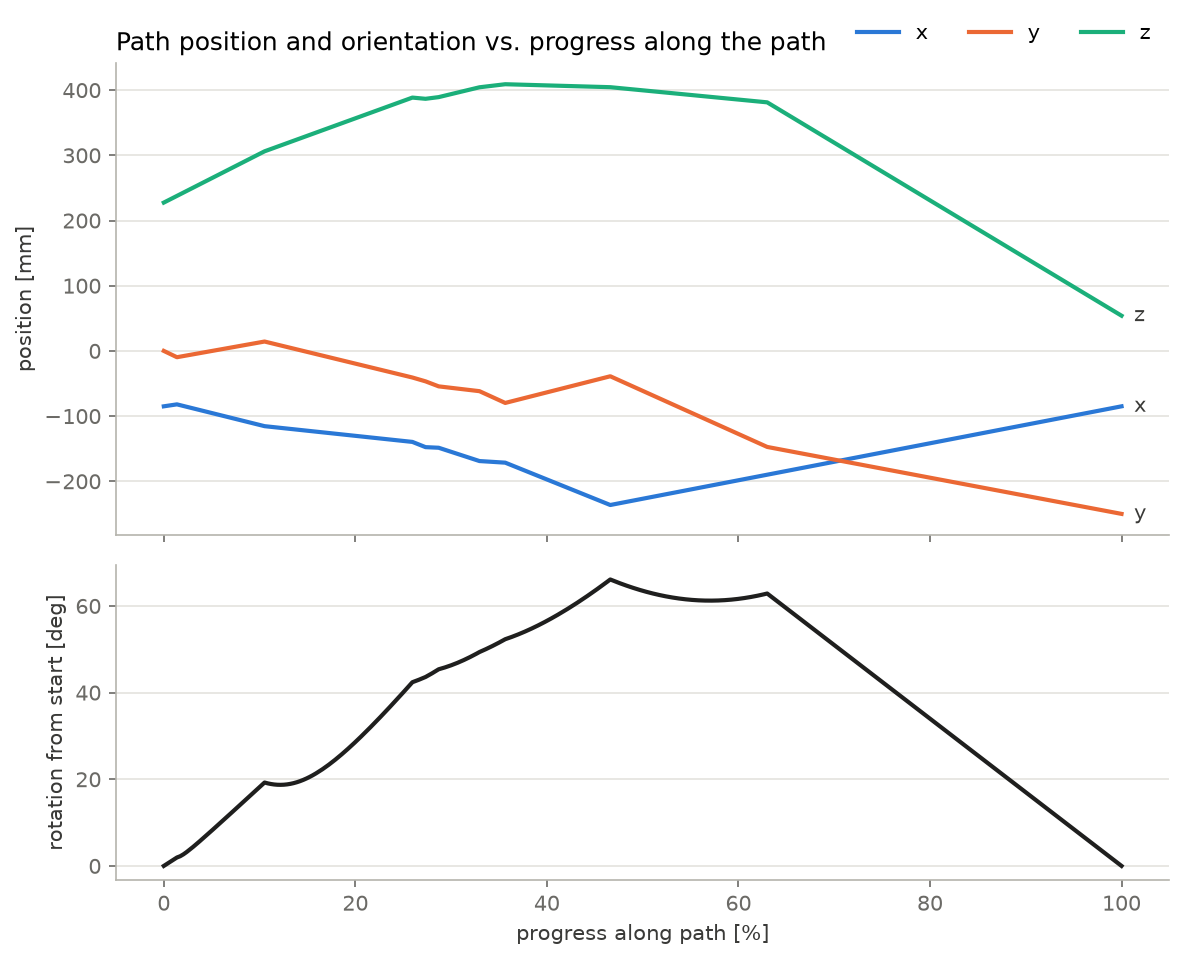 Path position and orientation vs. progress along the path
x
y
z
position [mm]
400
300
200
100
0
−100
−200
z
x
y
rotation from start [deg]
60
40
20
0
0
20
40
60
80
100
progress along path [%]